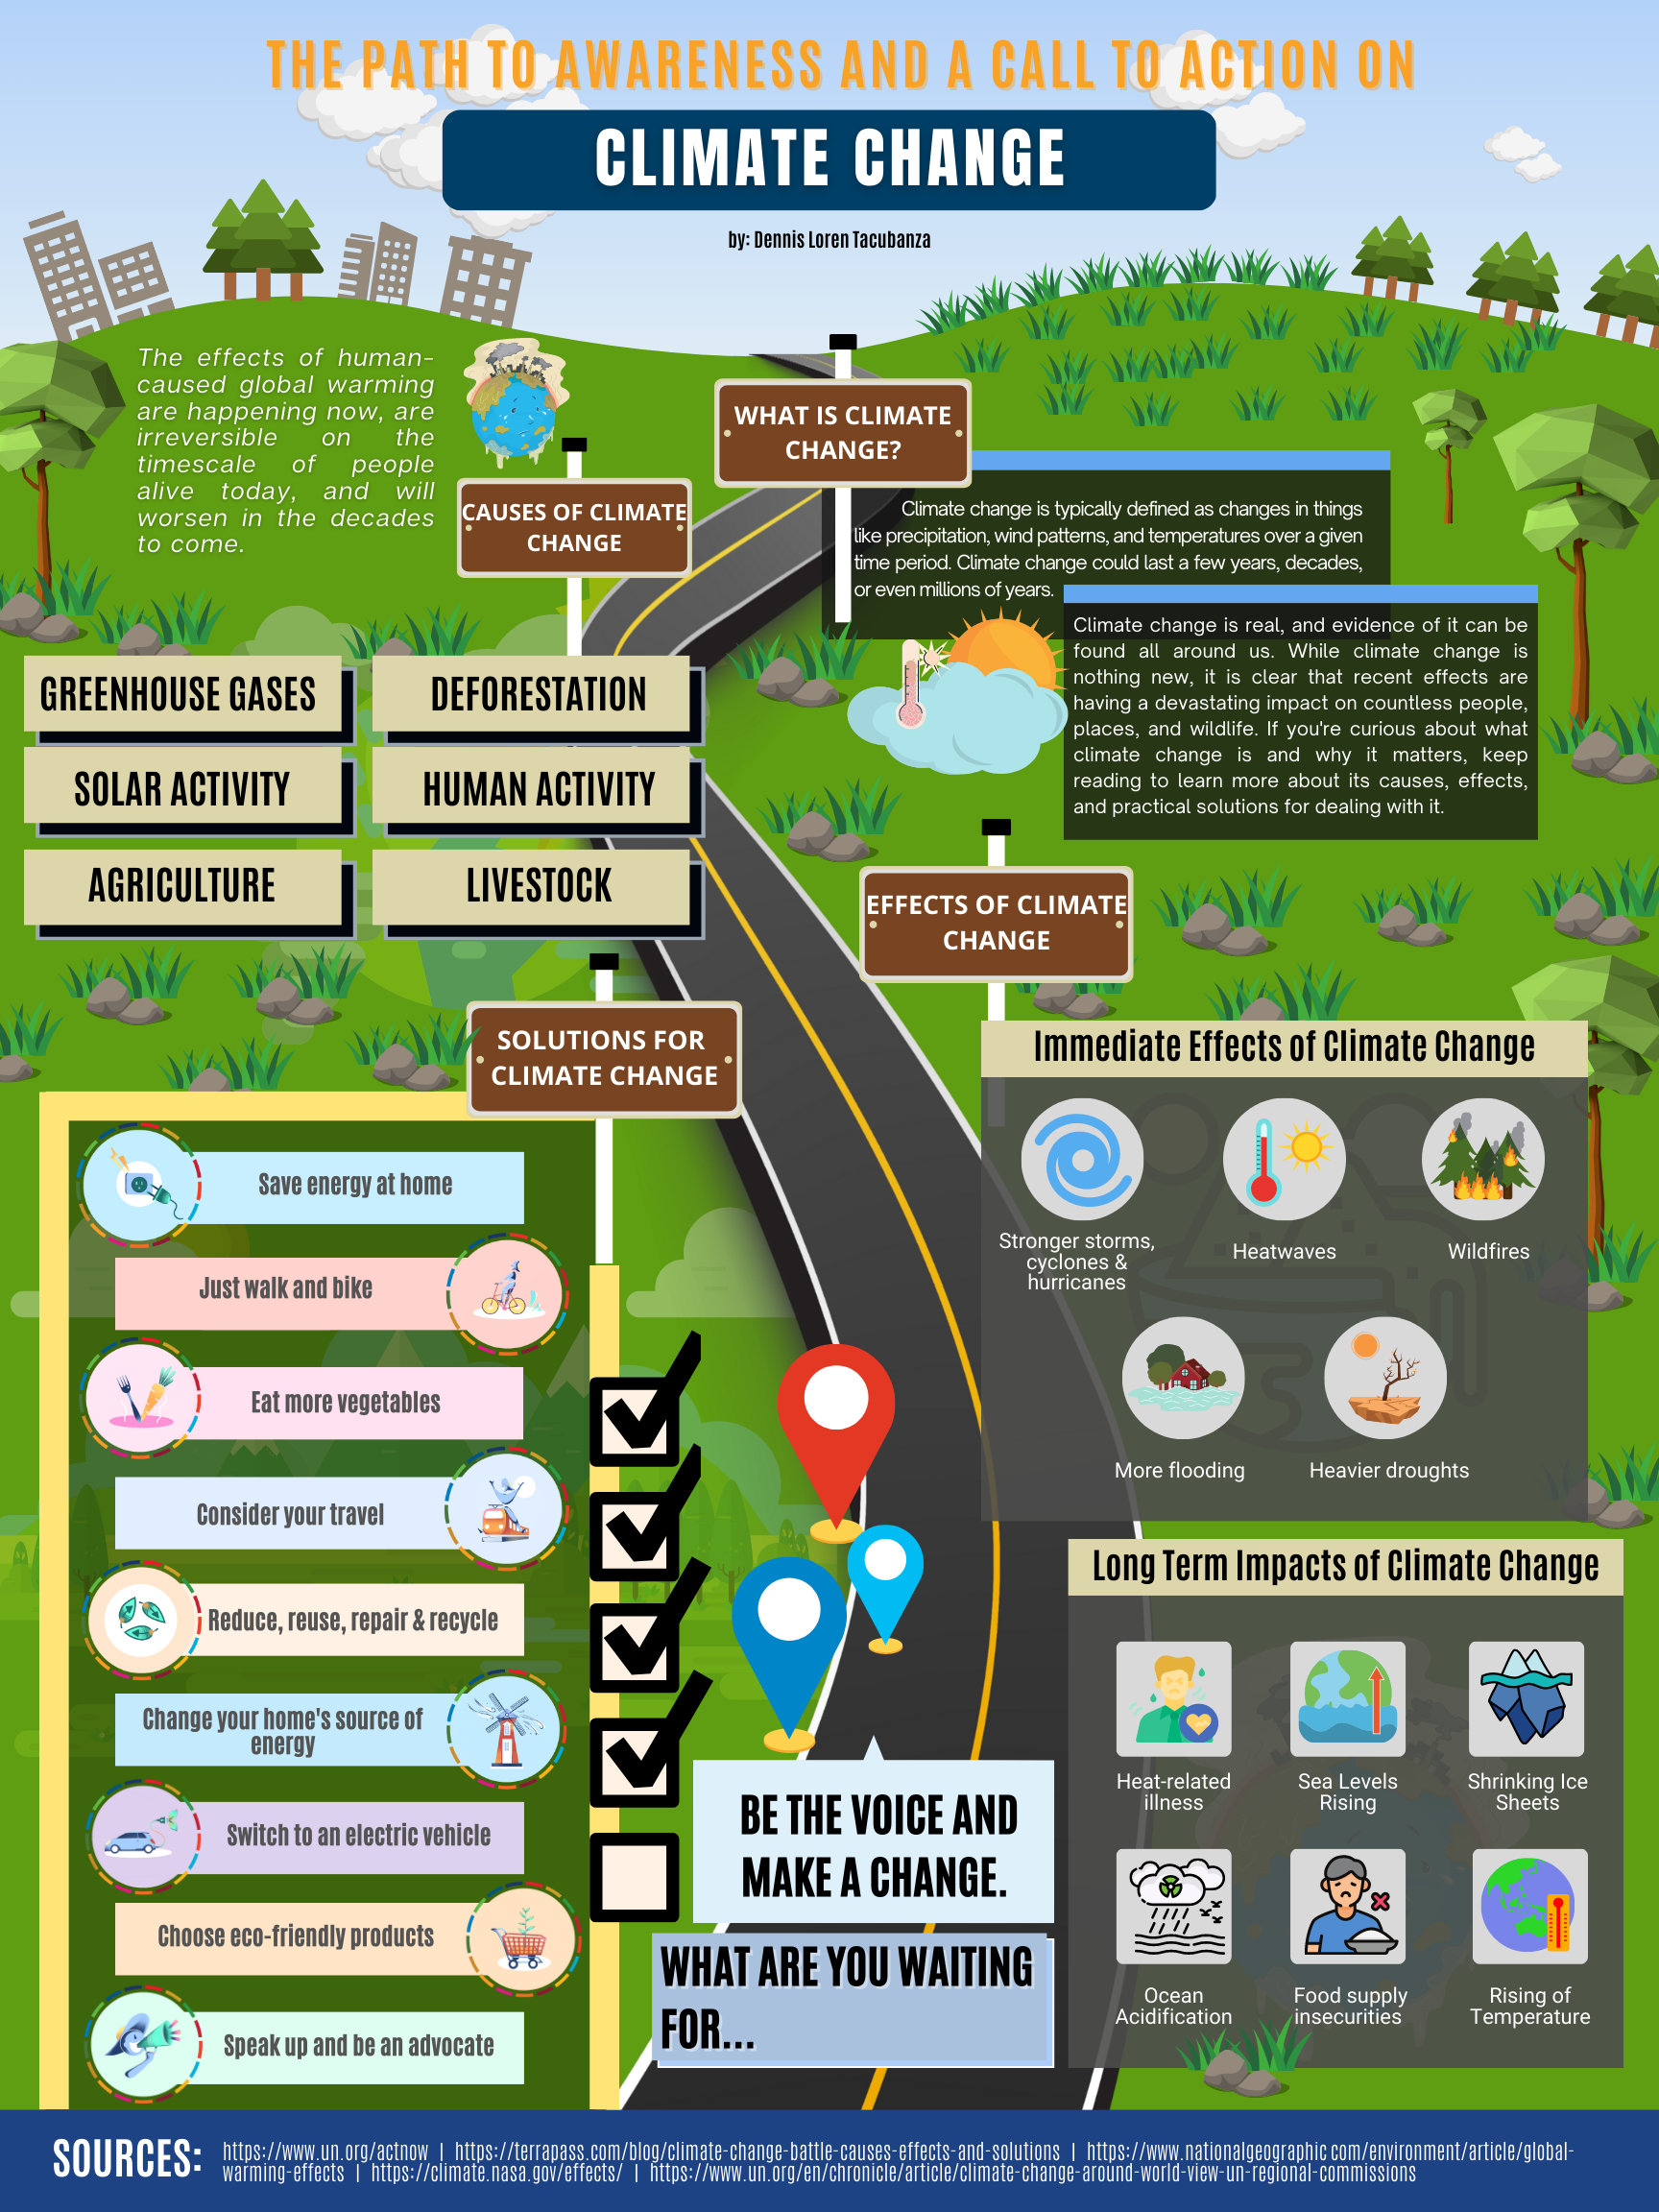 THE PATH TO AWARENESS AND A CALL TO ACTION ON
CLIMATE CHANGE
by: Dennis Loren Tacubanza
The effects of human-
caused global warming
are happening now, are
irreversible on the
timescale of people
alive today, and will
worsen in the decades
to come.
WHAT IS CLIMATE
CHANGE?
Climate change is typically defined as changes in things
like precipitation, wind patterns, and temperatures over a given
time period. Climate change could last a few years, decades,
or even millions of years.
Climate change is real, and evidence of it can be
found all around us. While climate change is
nothing new, it is clear that recent effects are
having a devastating impact on countless people,
places, and wildlife. If you're curious about what
climate change is and why it matters, keep
reading to learn more about its causes, effects,
and practical solutions for dealing with it.
CAUSES OF CLIMATE
CHANGE
GREENHOUSE GASES
DEFORESTATION
SOLAR ACTIVITY
HUMAN ACTIVITY
AGRICULTURE
LIVESTOCK
EFFECTS OF CLIMATE
CHANGE
Immediate Effects of Climate Change
Stronger storms,
cyclones &
hurricanes
Heatwaves
Wildfires
More flooding
Heavier droughts
Long Term Impacts of Climate Change
Heat-related
illness
Sea Levels
Rising
Shrinking Ice
Sheets
Ocean
Acidification
Food supply
insecurities
Rising of
Temperature
SOLUTIONS FOR
CLIMATE CHANGE
Save energy at home
Just walk and bike
Eat more vegetables
Consider your travel
Reduce, reuse, repair & recycle
Change your home's source of
energy
Switch to an electric vehicle
Choose eco-friendly products
Speak up and be an advocate
BE THE VOICE AND
MAKE A CHANGE.
WHAT ARE YOU WAITING
FOR...
SOURCES:
https://www.un.org/actnow | https://terrapass.com/blog/climate-change-battle-causes-effects-and-solutions | https://www.nationalgeographic.com/environment/article/global-
warming-effects | https://climate.nasa.gov/effects/ | https://www.un.org/en/chronicle/article/climate-change-around-world-view-un-regional-commissions